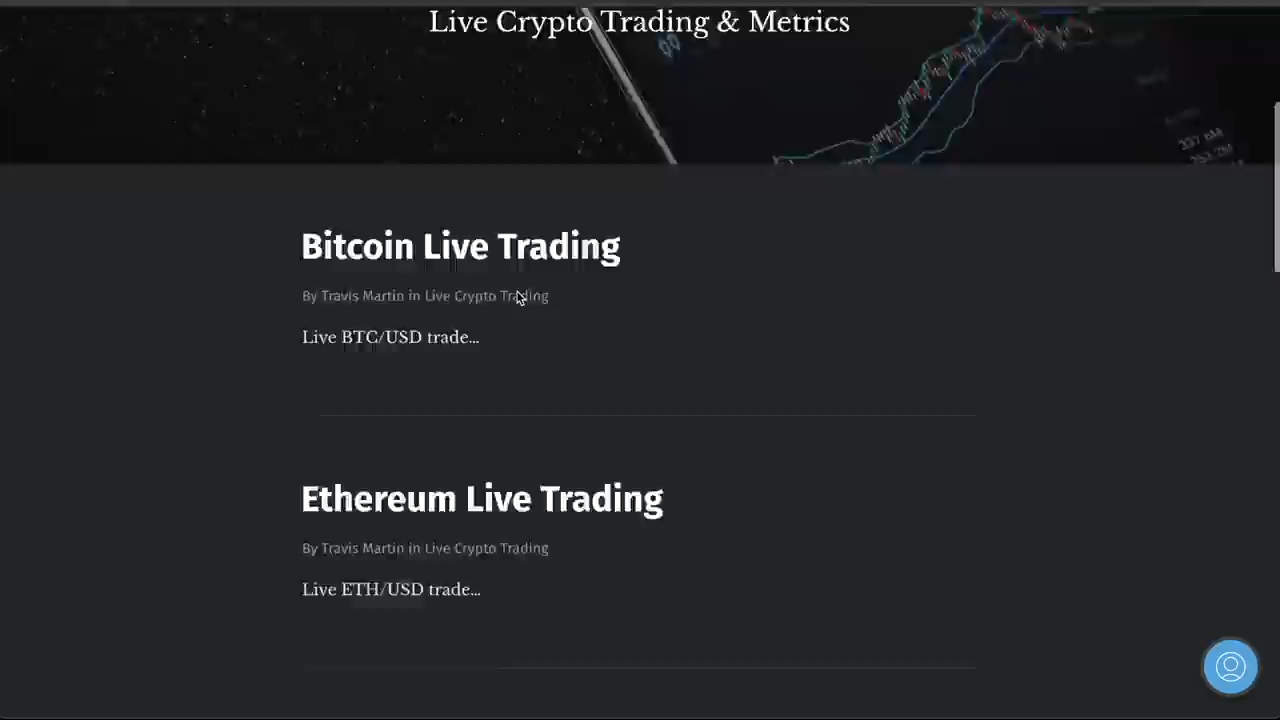 Live Crypto Trading & Metrics
Bitcoin Live Trading
By Travis Martin in Live Crypto Trading
Live BTC/USD trade...
Ethereum Live Trading
By Travis Martin in Live Crypto Trading
Live ETH/USD trade...